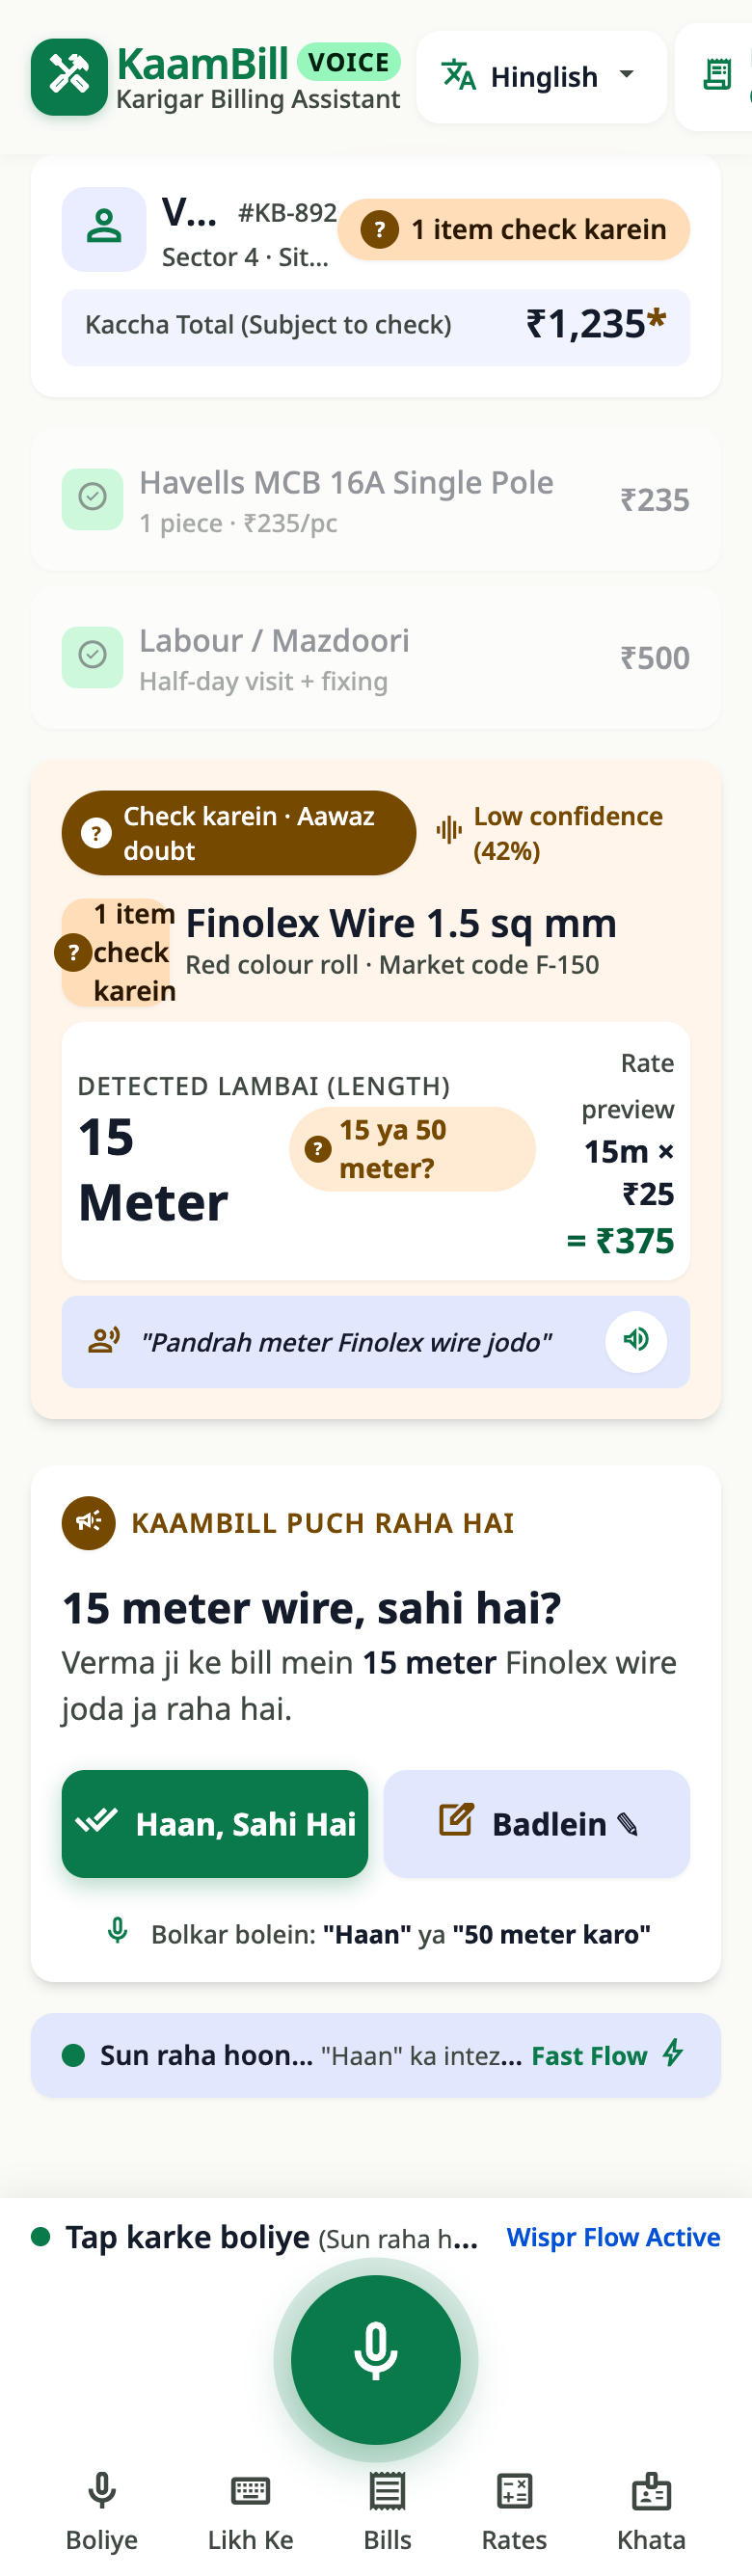 KaamBill VOICE
Karigar Billing Assistant
Hinglish
V... #KB-892
Sector 4 · Sit...
? 1 item check karein
Kaccha Total (Subject to check) ₹1,235*
Havells MCB 16A Single Pole
1 piece · ₹235/pc
₹235
Labour / Mazdoori
Half-day visit + fixing
₹500
? Check karein · Aawaz
doubt
Low confidence
(42%)
? 1 item
check
karein
Finolex Wire 1.5 sq mm
Red colour roll · Market code F-150
DETECTED LAMBAI (LENGTH)
15
Meter
? 15 ya 50
meter?
Rate
preview
15m ×
₹25
= ₹375
"Pandrah meter Finolex wire jodo"
KAAMBILL PUCH RAHA HAI
15 meter wire, sahi hai?
Verma ji ke bill mein 15 meter Finolex wire
joda ja raha hai.
Haan, Sahi Hai
Badlein ✎
Bolkar bolein: "Haan" ya "50 meter karo"
Sun raha hoon... "Haan" ka intez... Fast Flow
Tap karke boliye (Sun raha h... Wispr Flow Active
Boliye Likh Ke Bills Rates Khata